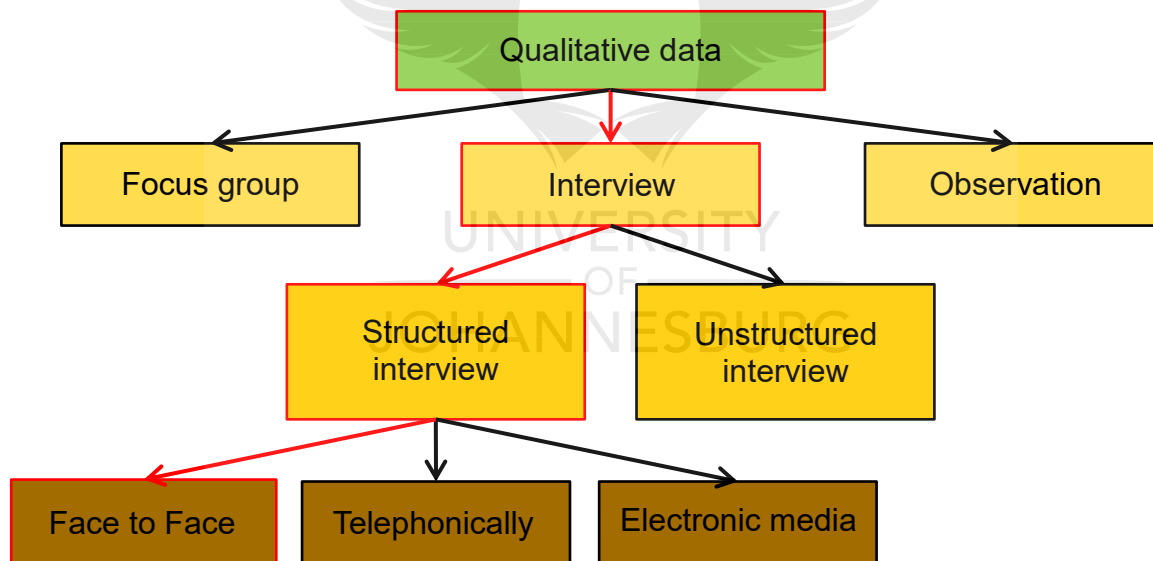 Qualitative data
Focus group
Interview
Observation
UNIVERSITY
OF
JOHANNESBURG
Structured
interview
Unstructured
interview
Face to Face
Telephonically
Electronic media